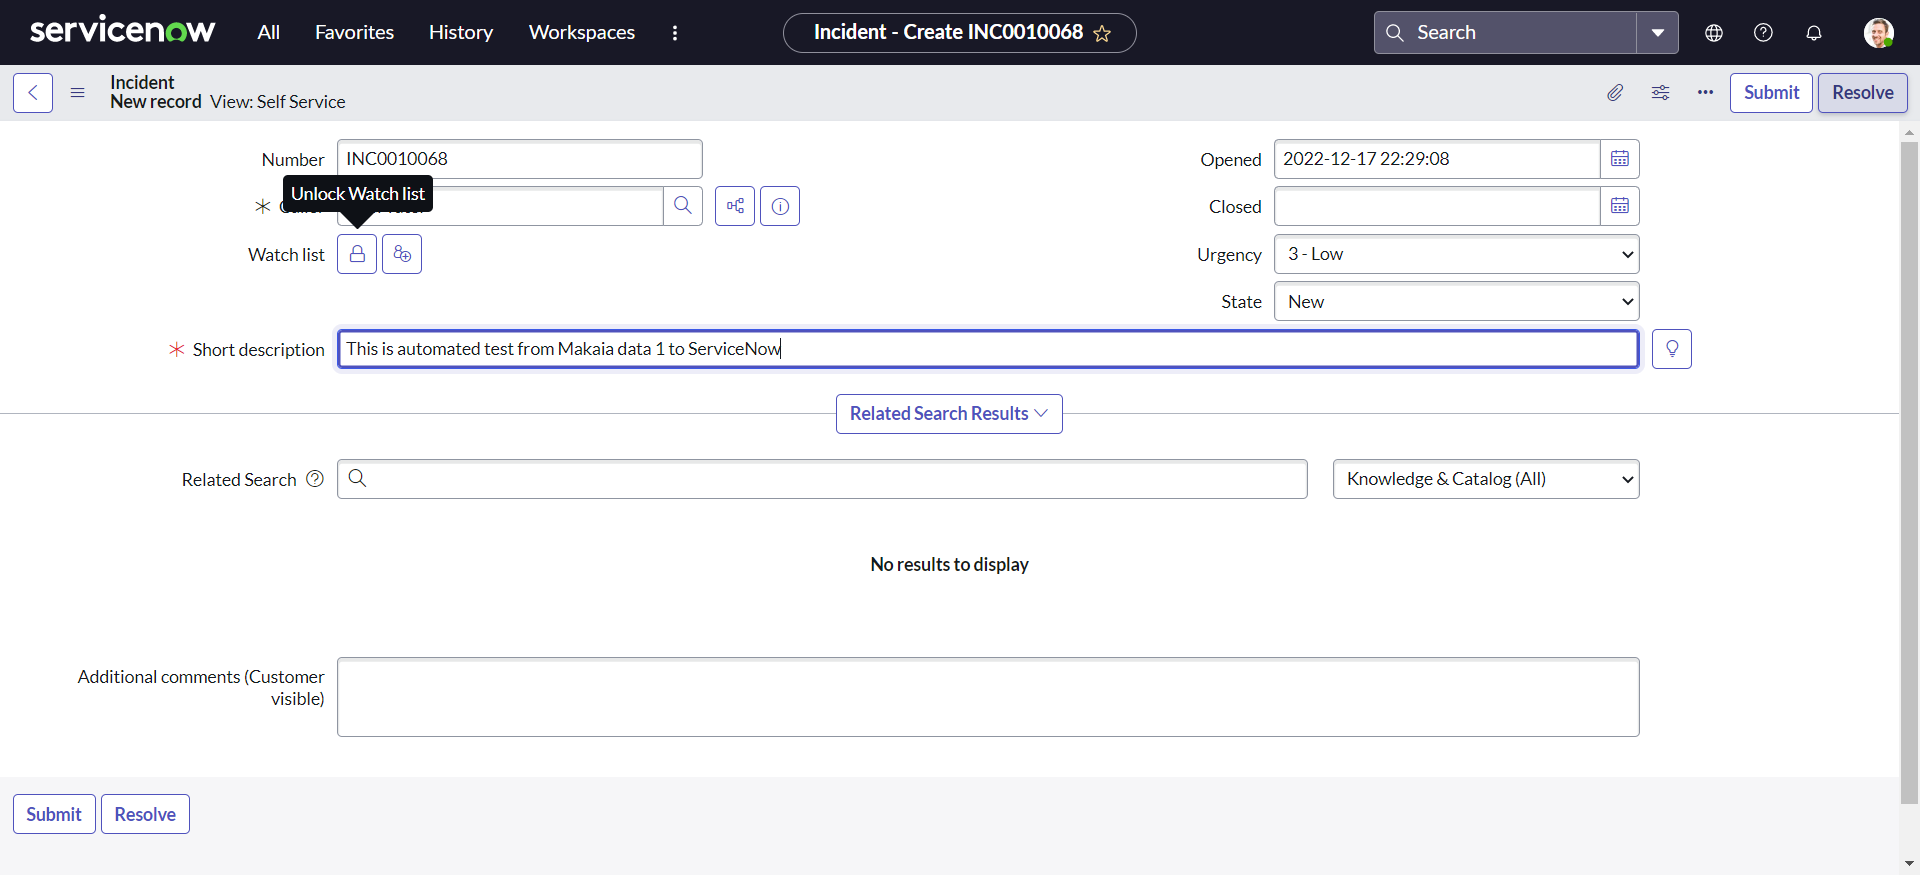 servicenow All Favorites History Workspaces Incident - Create INC0010068 Search
Incident
New record View: Self Service Submit Resolve
Number INC0010068 Opened 2022-12-17 22:29:08
Unlock Watch list
Closed
Watch list Urgency 3 - Low
State New
Short description This is automated test from Makaia data 1 to ServiceNow
Related Search Results
Related Search Knowledge & Catalog (All)
No results to display
Additional comments (Customer
visible)
Submit Resolve